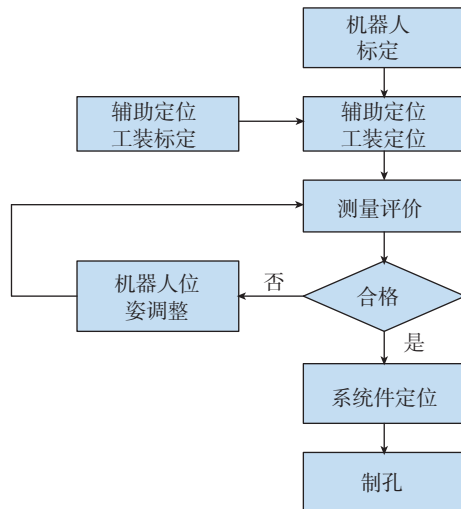 机器人
标定
辅助定位
工装标定
辅助定位
工装定位
测量评价
机器人位
姿调整
否
合格
是
系统件定位
制孔